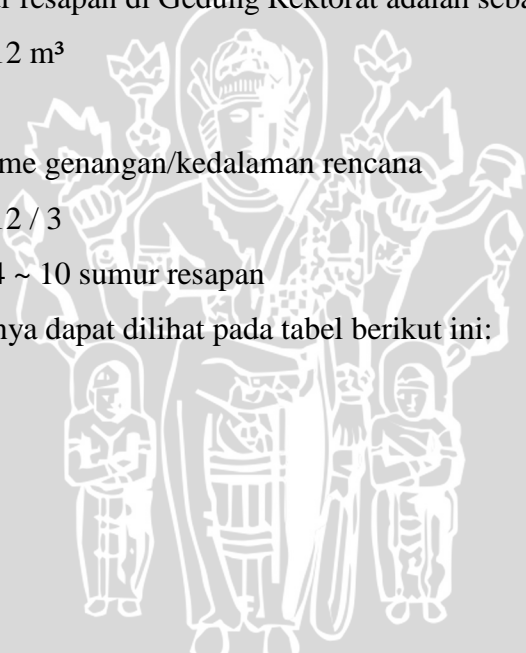 r resapan di Gedung Rektorat adalah seba
12 m³
me genangan/kedalaman rencana
12 / 3
4 ~ 10 sumur resapan
nya dapat dilihat pada tabel berikut ini: